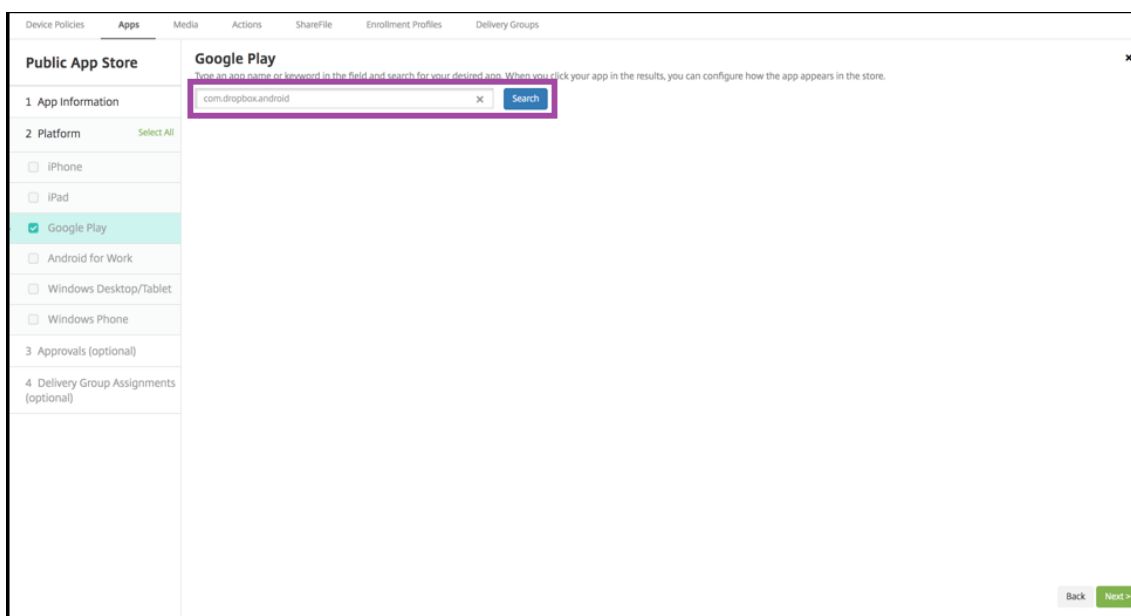 Device Policies Apps Media Actions ShareFile Enrollment Profiles Delivery Groups
Public App Store
1 App Information
2 Platform Select All
iPhone
iPad
Google Play
Android for Work
Windows Desktop/Tablet
Windows Phone
3 Approvals (optional)
4 Delivery Group Assignments
(optional)
Google Play
Type an app name or keyword in the field and search for your desired app. When you click your app in the results, you can configure how the app appears in the store.
com.dropbox.android Search
Back Next >